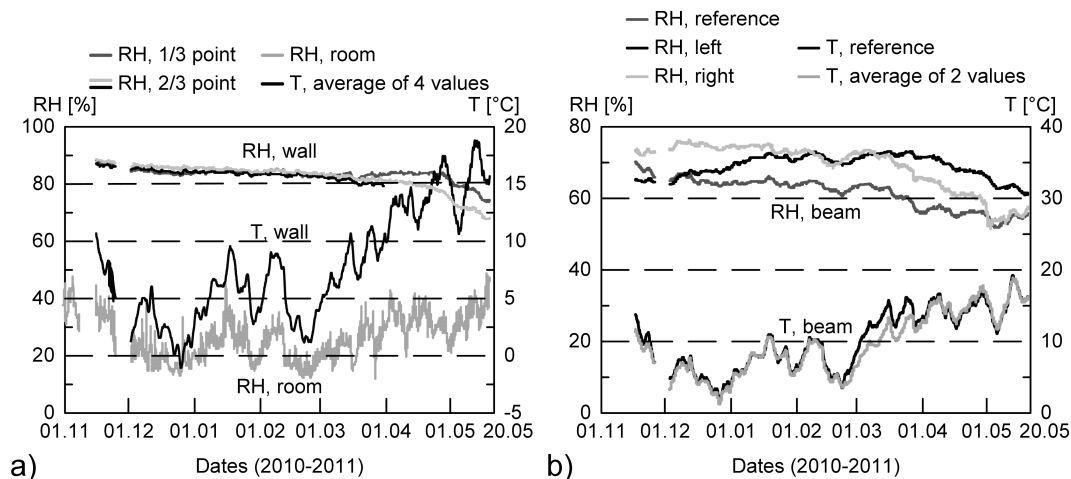 RH, 1/3 point RH, room
RH, 2/3 point T, average of 4 values
RH [%] T [°C]
100 20
RH, wall
80 15
T, wall
60 10
40 5
20 0
RH, room
0 -5
01.11 01.12 01.01 01.02 01.03 01.04 01.05 20.05
a) Dates (2010-2011)
RH, reference
RH, left T, reference
RH, right T, average of 2 values
RH [%] T [°C]
80 40
60 30
RH, beam
40 20
T, beam
20 10
0 0
01.11 01.12 01.01 01.02 01.03 01.04 01.05 20.05
b) Dates (2010-2011)